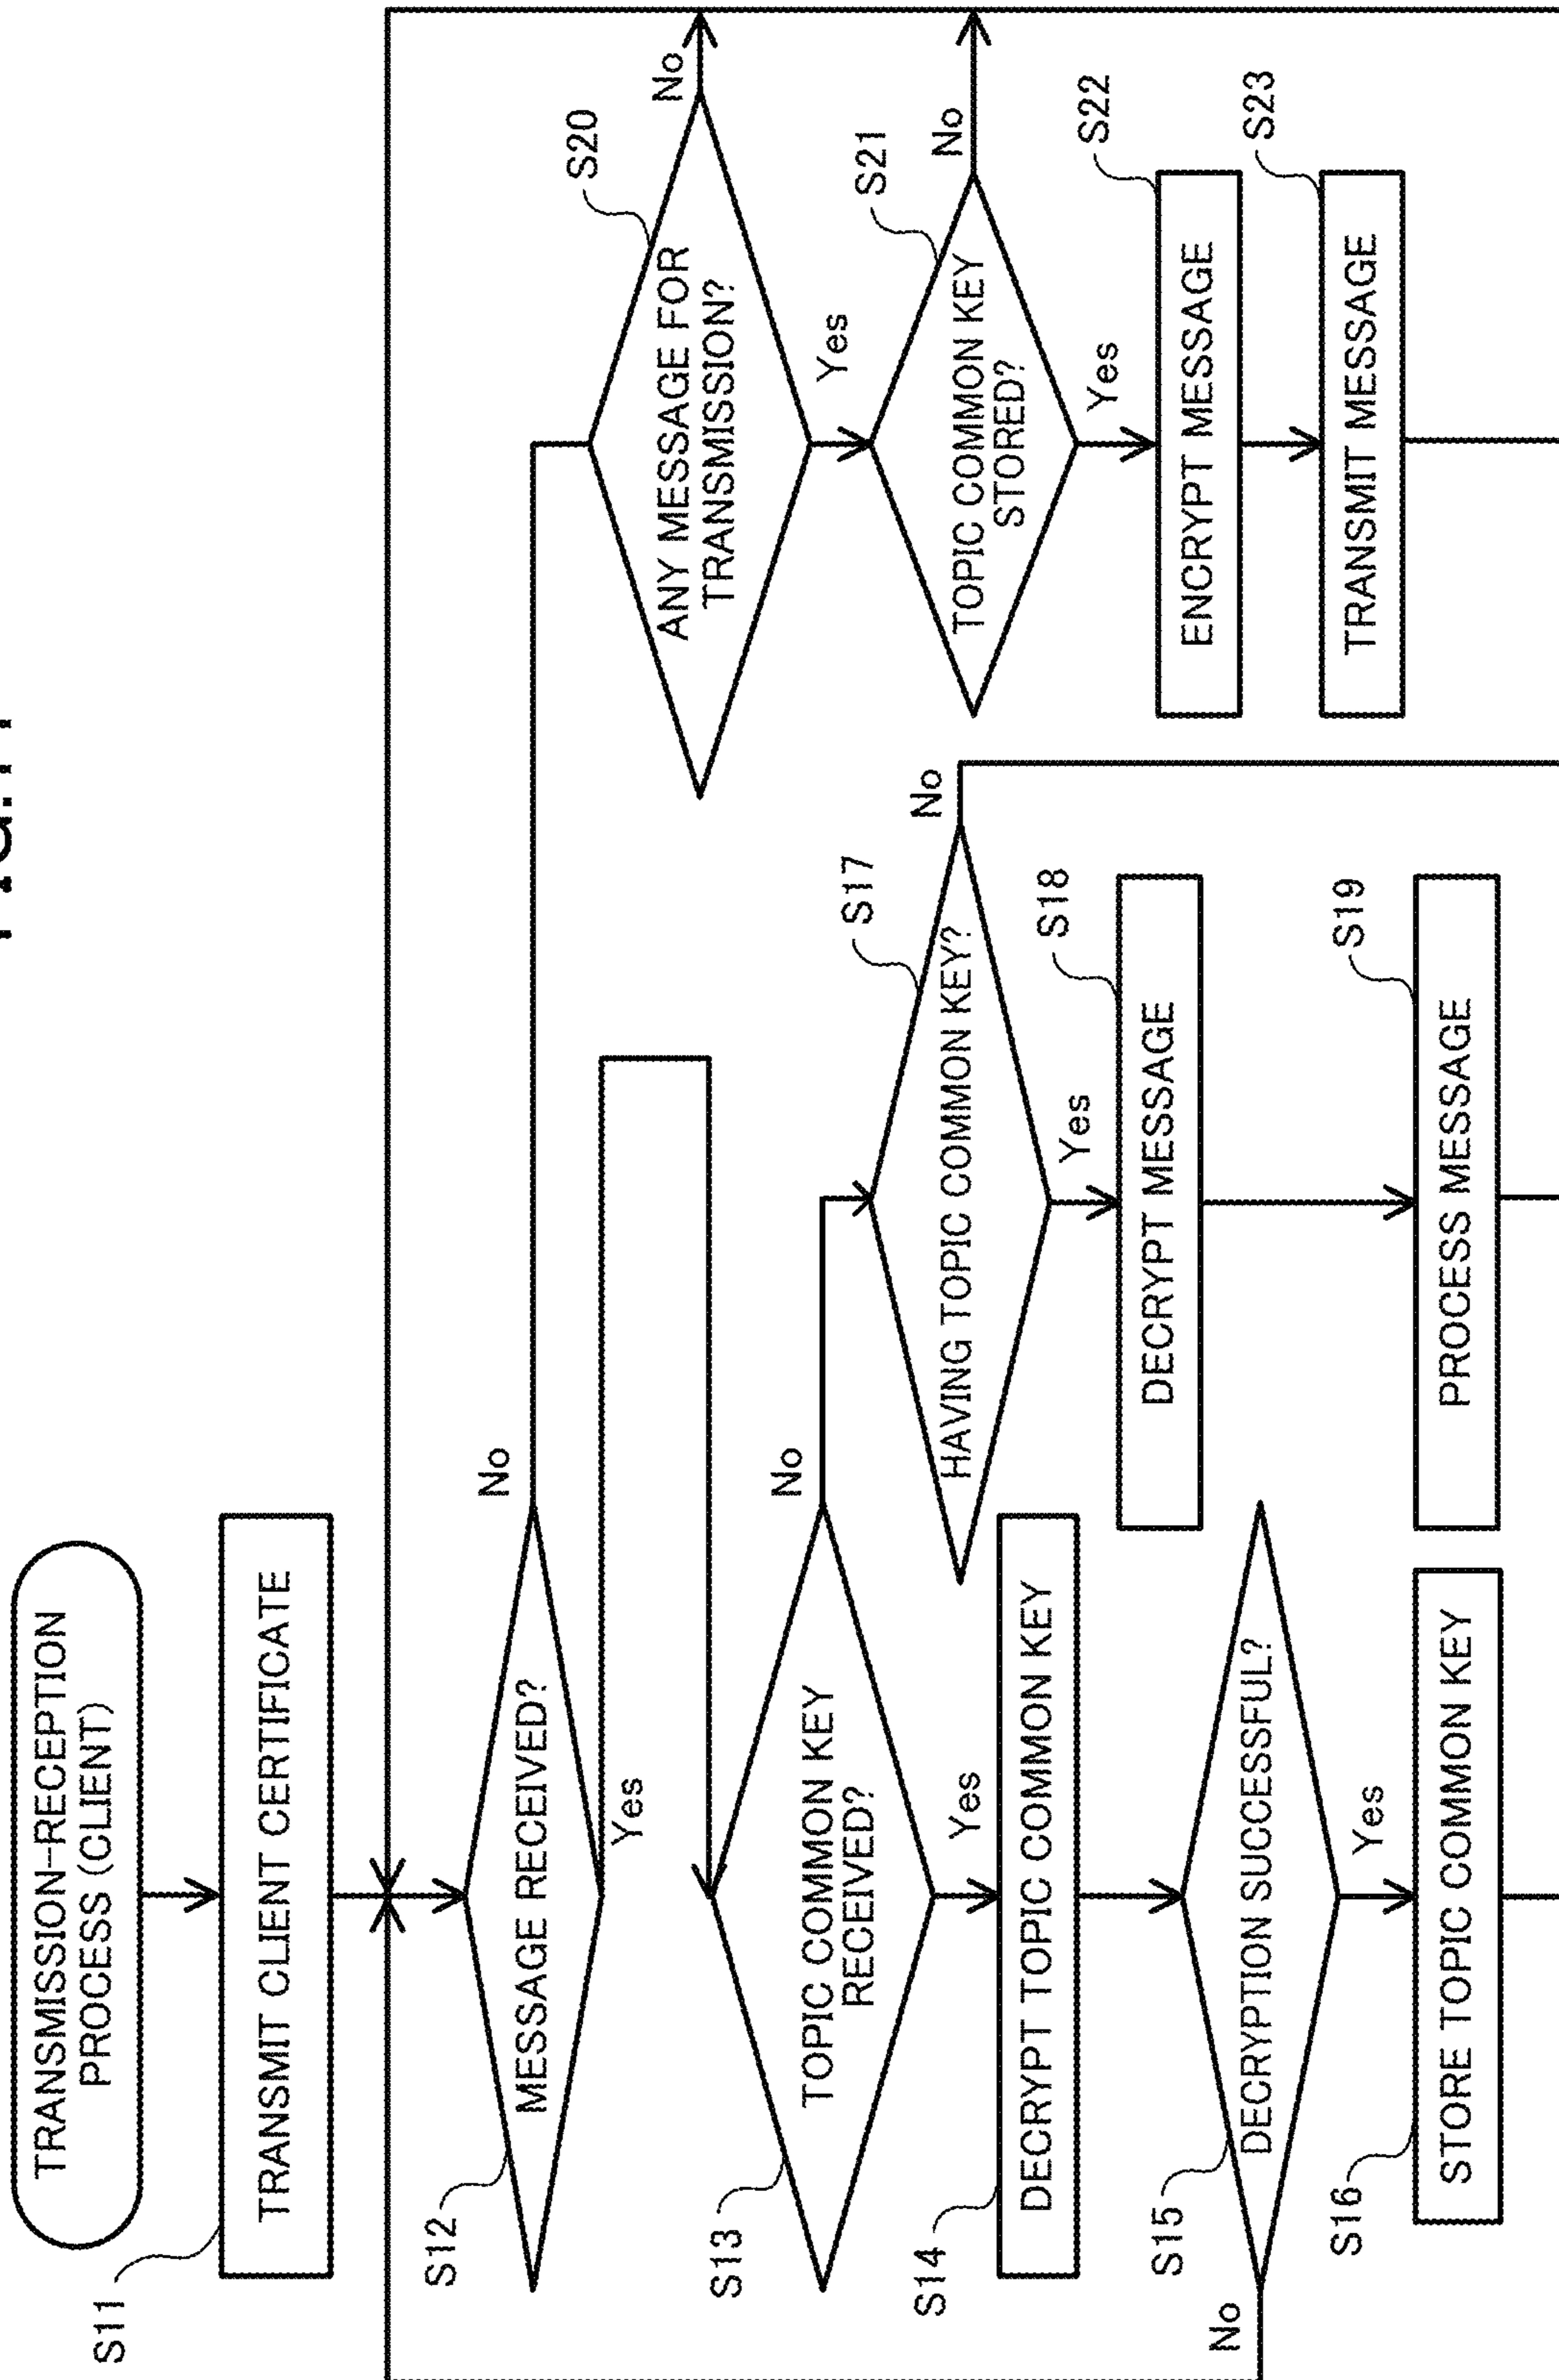 TRANSMISSION-RECEPTION
PROCESS (CLIENT)
S11
TRANSMIT CLIENT CERTIFICATE
S12
MESSAGE RECEIVED?
No
Yes
S13
TOPIC COMMON KEY
RECEIVED?
No
Yes
S14
DECRYPT TOPIC COMMON KEY
S15
DECRYPTION SUCCESSFUL?
No
Yes
S16
STORE TOPIC COMMON KEY
S17
HAVING TOPIC COMMON KEY?
No
Yes
S18
DECRYPT MESSAGE
S19
PROCESS MESSAGE
S20
ANY MESSAGE FOR
TRANSMISSION?
No
Yes
S21
TOPIC COMMON KEY
STORED?
No
Yes
S22
ENCRYPT MESSAGE
S23
TRANSMIT MESSAGE